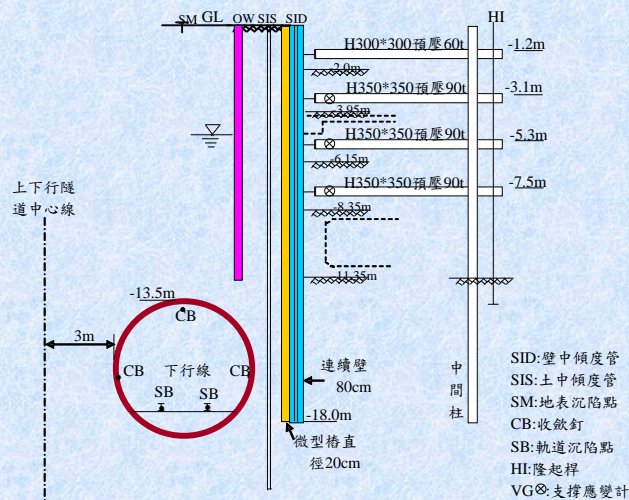 SM GL OW SIS SID HI
H300*300預壓60t -1.2m
-2.0m
H350*350預壓90t -3.1m
-3.95m
H350*350預壓90t -5.3m
-6.15m
H350*350預壓90t -7.5m
-8.35m
-11.35m
上下行隧
道中心線
-13.5m
CB
3m
CB 下行線 CB
SB SB
連續壁
80cm
-18.0m
微型樁直
徑20cm
中間柱
SID:壁中傾度管
SIS:土中傾度管
SM:地表沉陷點
CB:收斂釘
SB:軌道沉陷點
HI:隆起桿
VG⊗:支撐應變計